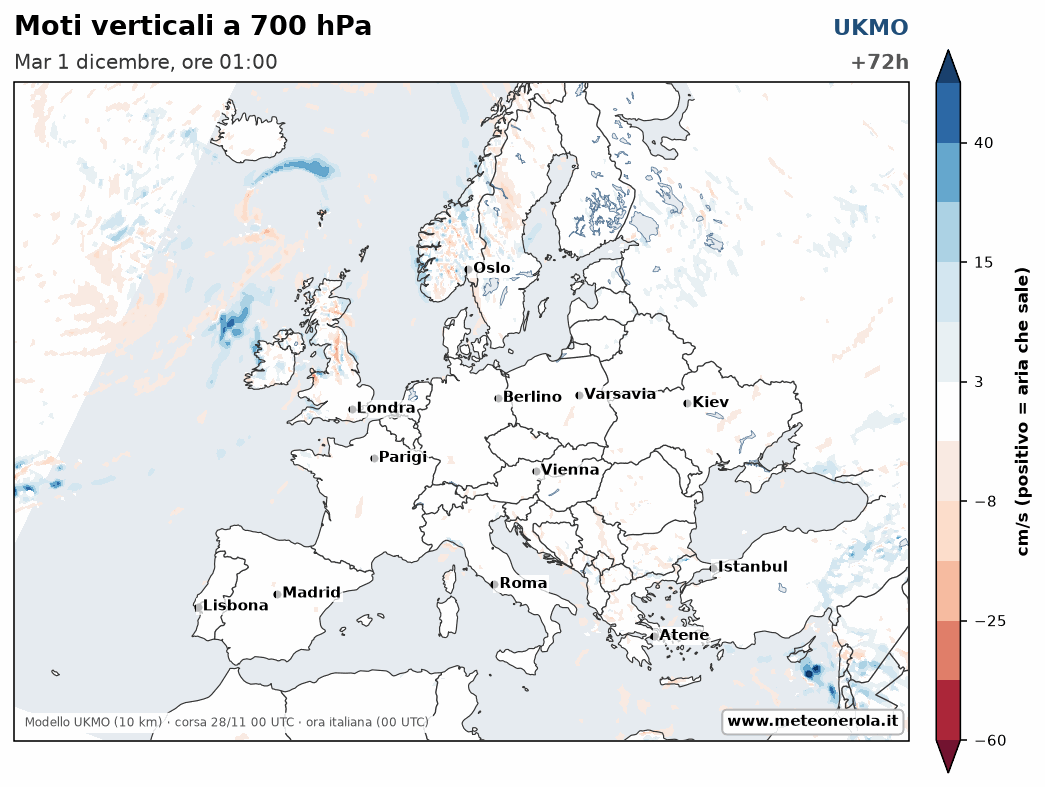 Moti verticali a 700 hPa
UKMO
Mar 1 dicembre, ore 01:00
+72h
40
15
3
−8
−25
−60
cm/s (positivo = aria che sale)
Oslo
Berlino
Varsavia
Kiev
Londra
Parigi
Vienna
Istanbul
Roma
Madrid
Lisbona
Atene
Modello UKMO (10 km) · corsa 28/11 00 UTC · ora italiana (00 UTC)
www.meteonerola.it